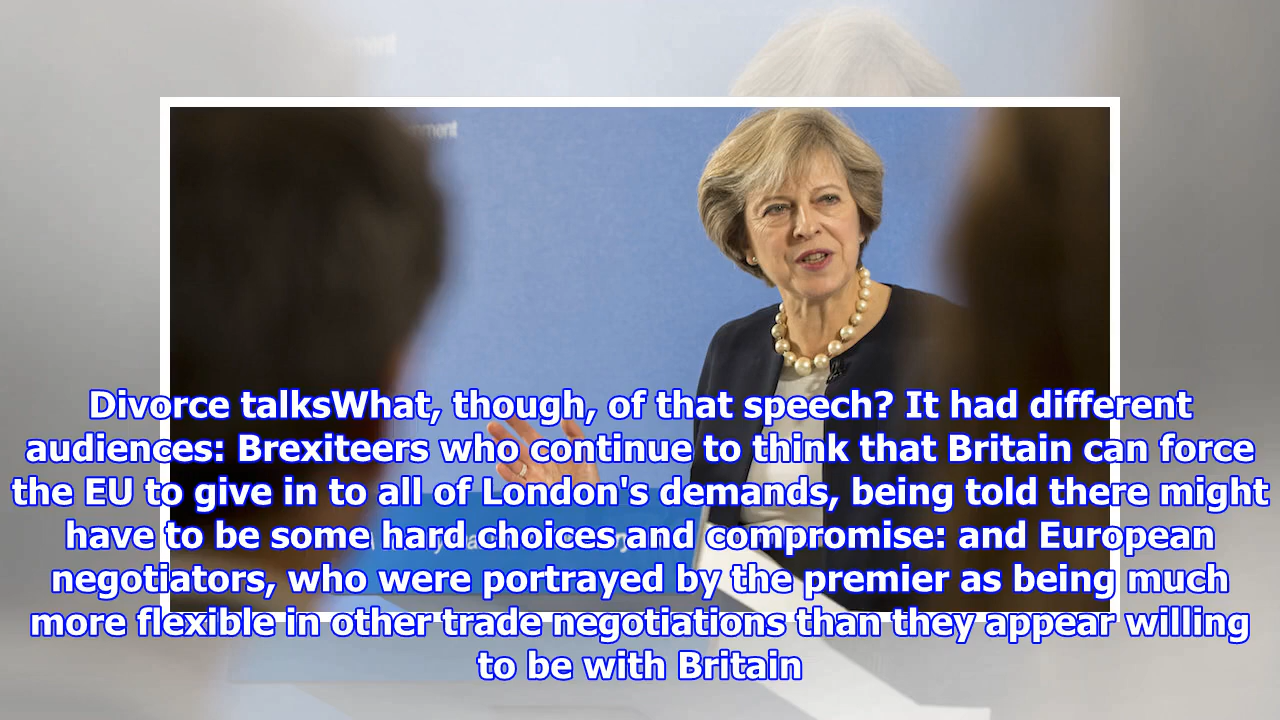 Divorce talksWhat, though, of that speech? It had different
audiences: Brexiteers who continue to think that Britain can force
the EU to give in to all of London's demands, being told there might
have to be some hard choices and compromise: and European
negotiators, who were portrayed by the premier as being much
more flexible in other trade negotiations than they appear willing
to be with Britain